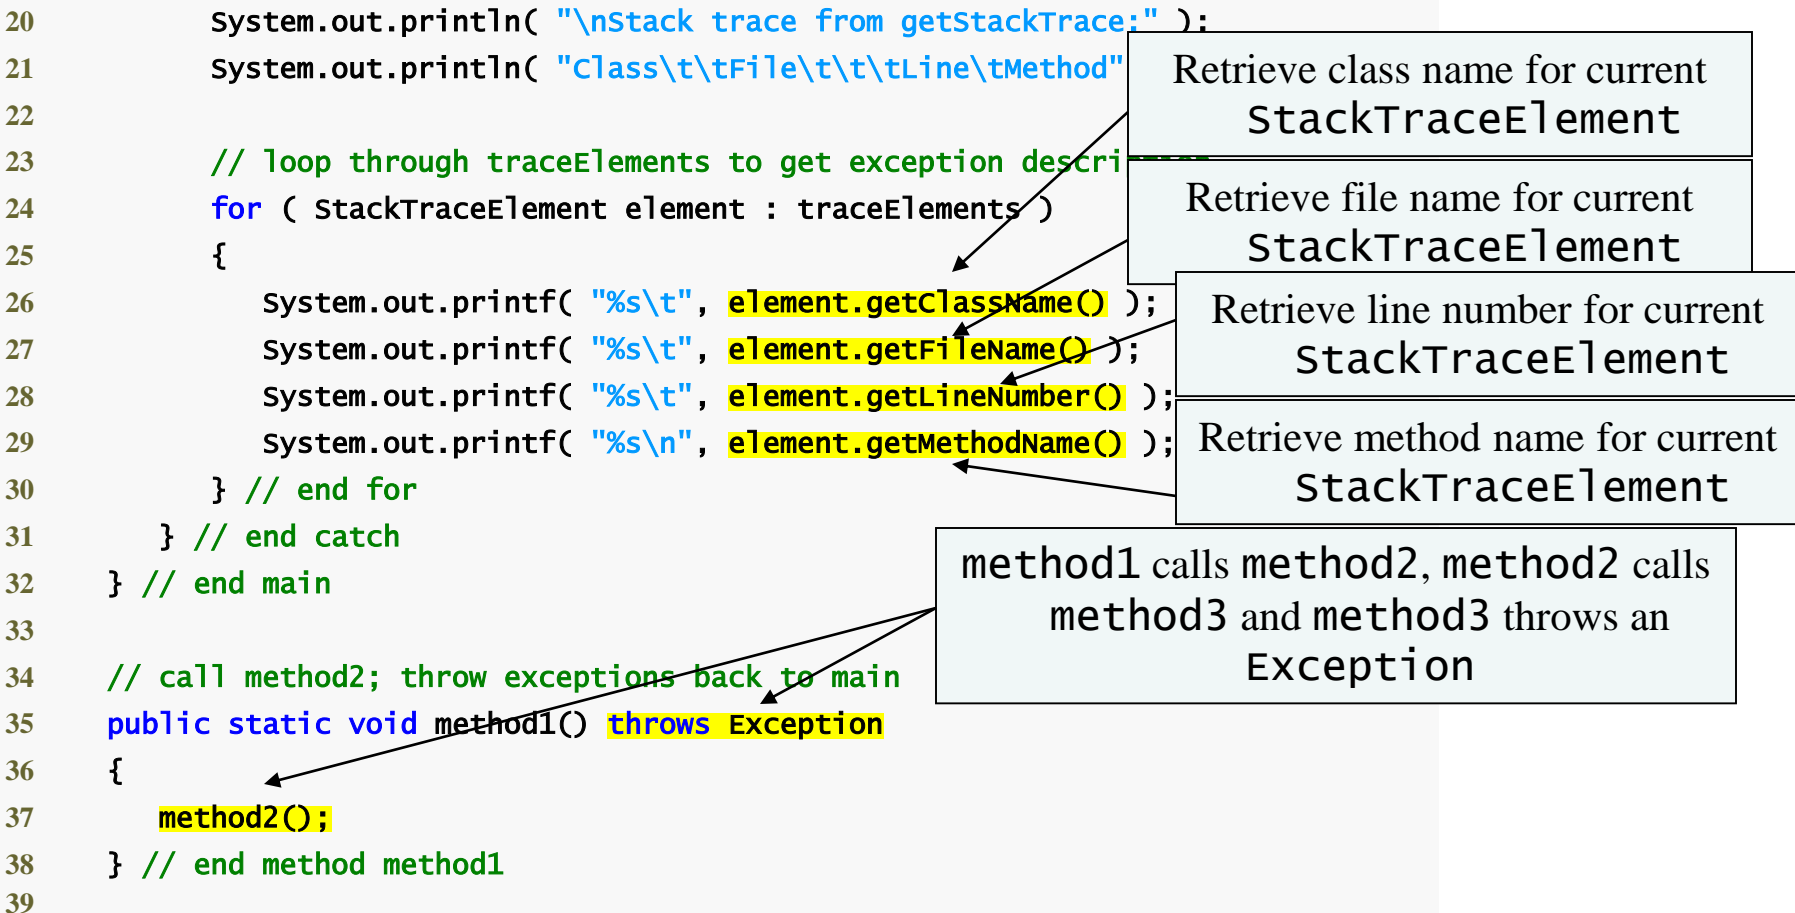 20 System.out.println( "\nStack trace from getStackTrace:" );
21 System.out.println( "Class\t\tFile\t\t\tLine\tMethod"
22
23 // loop through traceElements to get exception
24 for ( StackTraceElement element : traceElements )
25 {
26 System.out.printf( "%s\t", element.getClassName() );
27 System.out.printf( "%s\t", element.getFileName() );
28 System.out.printf( "%s\t", element.getLineNumber() );
29 System.out.printf( "%s\n", element.getMethodName() );
30 } // end for
31 } // end catch
32 } // end main
33
34 // call method2; throw exceptions back to main
35 public static void method1() throws Exception
36 {
37 method2();
38 } // end method method1
39
Retrieve class name for current
StackTraceElement
Retrieve file name for current
StackTraceElement
Retrieve line number for current
StackTraceElement
Retrieve method name for current
StackTraceElement
method1 calls method2, method2 calls
method3 and method3 throws an
Exception